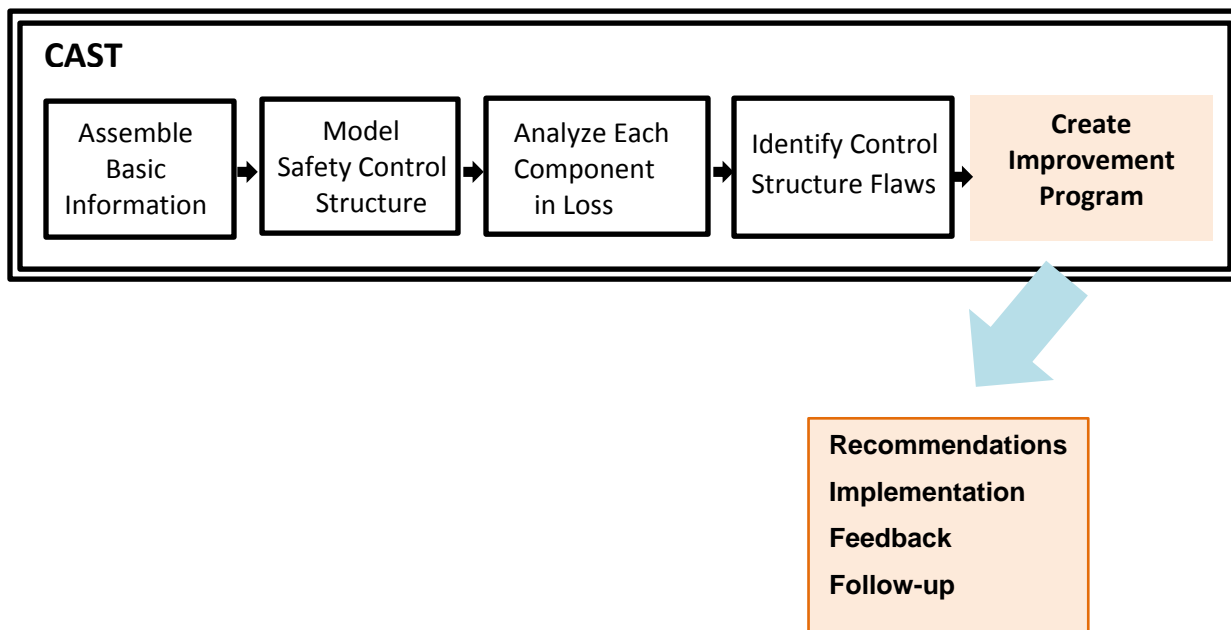 CAST
Assemble
Basic
Information
Model
Safety Control
Structure
Analyze Each
Component
in Loss
Identify Control
Structure Flaws
Create
Improvement
Program
Recommendations
Implementation
Feedback
Follow-up